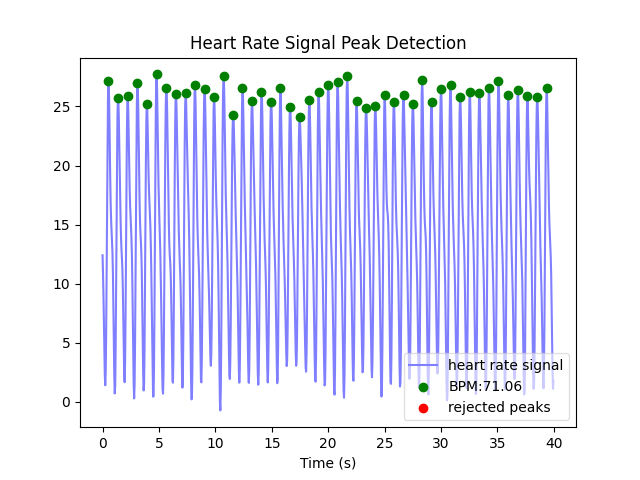 Heart Rate Signal Peak Detection
25
20
15
10
5
0
heart rate signal
BPM:71.06
rejected peaks
0 5 10 15 20 25 30 35 40
Time (s)